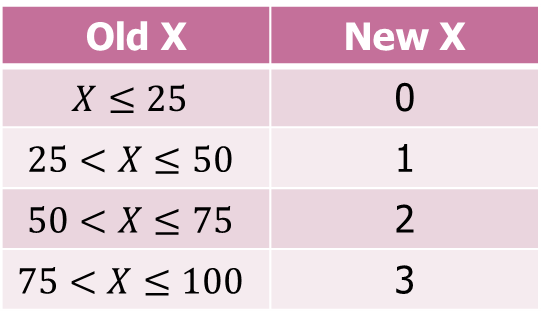 Old X New X
X ≤ 25 0
25 < X ≤ 50 1
50 < X ≤ 75 2
75 < X ≤ 100 3